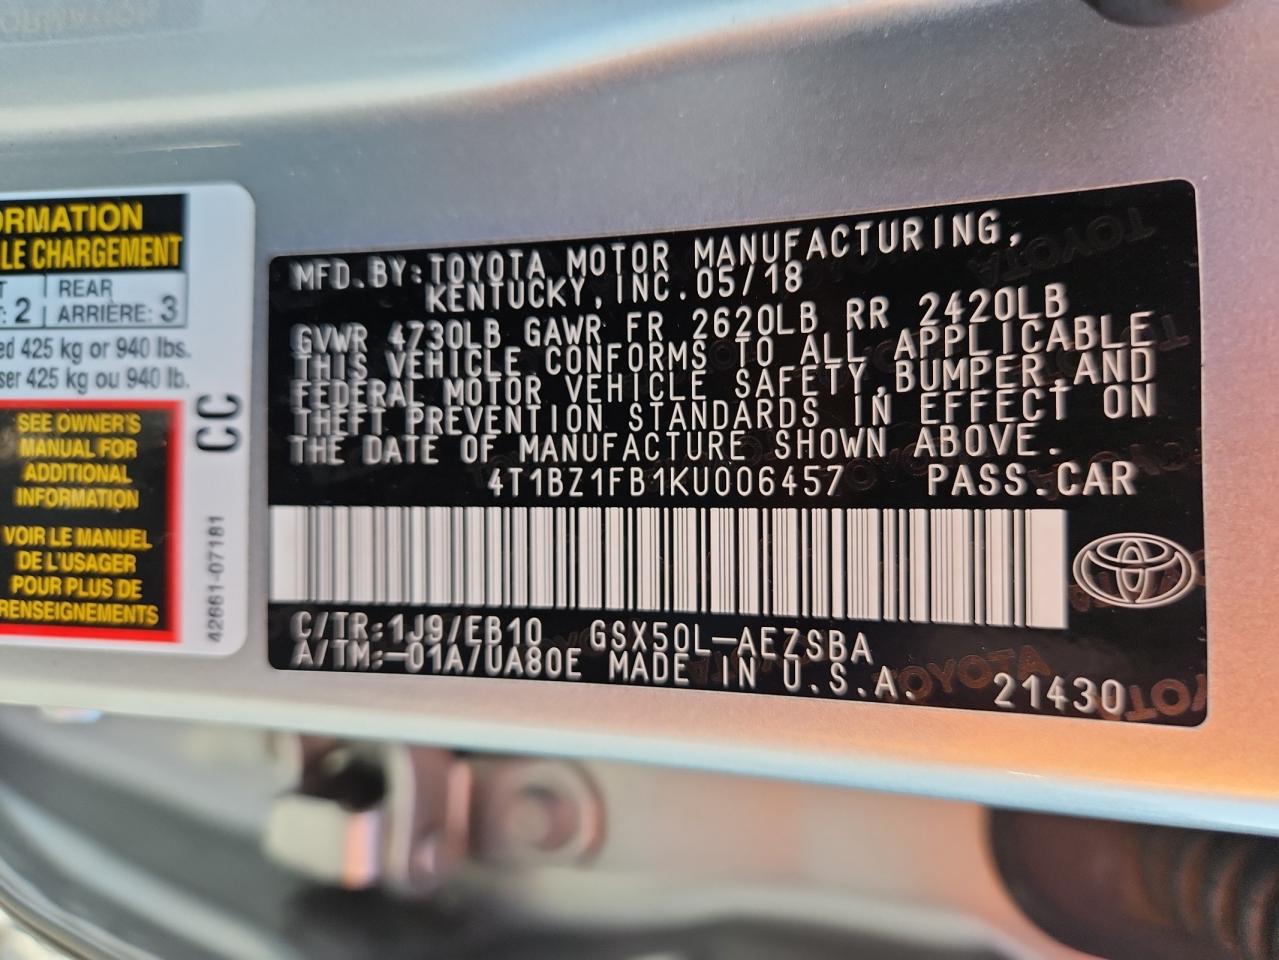 ORMATION
LE CHARGEMENT
REAR
: 2 ARRIÈRE: 3
ed 425 kg or 940 lbs.
ser 425 kg ou 940 lb.
SEE OWNER'S
MANUAL FOR
ADDITIONAL
INFORMATION
VOIR LE MANUEL
DE L'USAGER
POUR PLUS DE
RENSEIGNEMENTS
CC
42661-07181
MFD.BY:TOYOTA MOTOR MANUFACTURING,
KENTUCKY,INC.05/18
GVWR 4730LB GAWR FR 2620LB RR 2420LB
THIS VEHICLE CONFORMS TO ALL APPLICABLE
FEDERAL MOTOR VEHICLE SAFETY,BUMPER,AND
THEFT PREVENTION STANDARDS IN EFFECT ON
THE DATE OF MANUFACTURE SHOWN ABOVE.
4T1BZ1FB1KU006457 PASS.CAR
C/TR:1J9/EB10 GSX50L-AEZSBA
A/TM:-01A/UA80E MADE IN U.S.A. 21430
TOYOTA